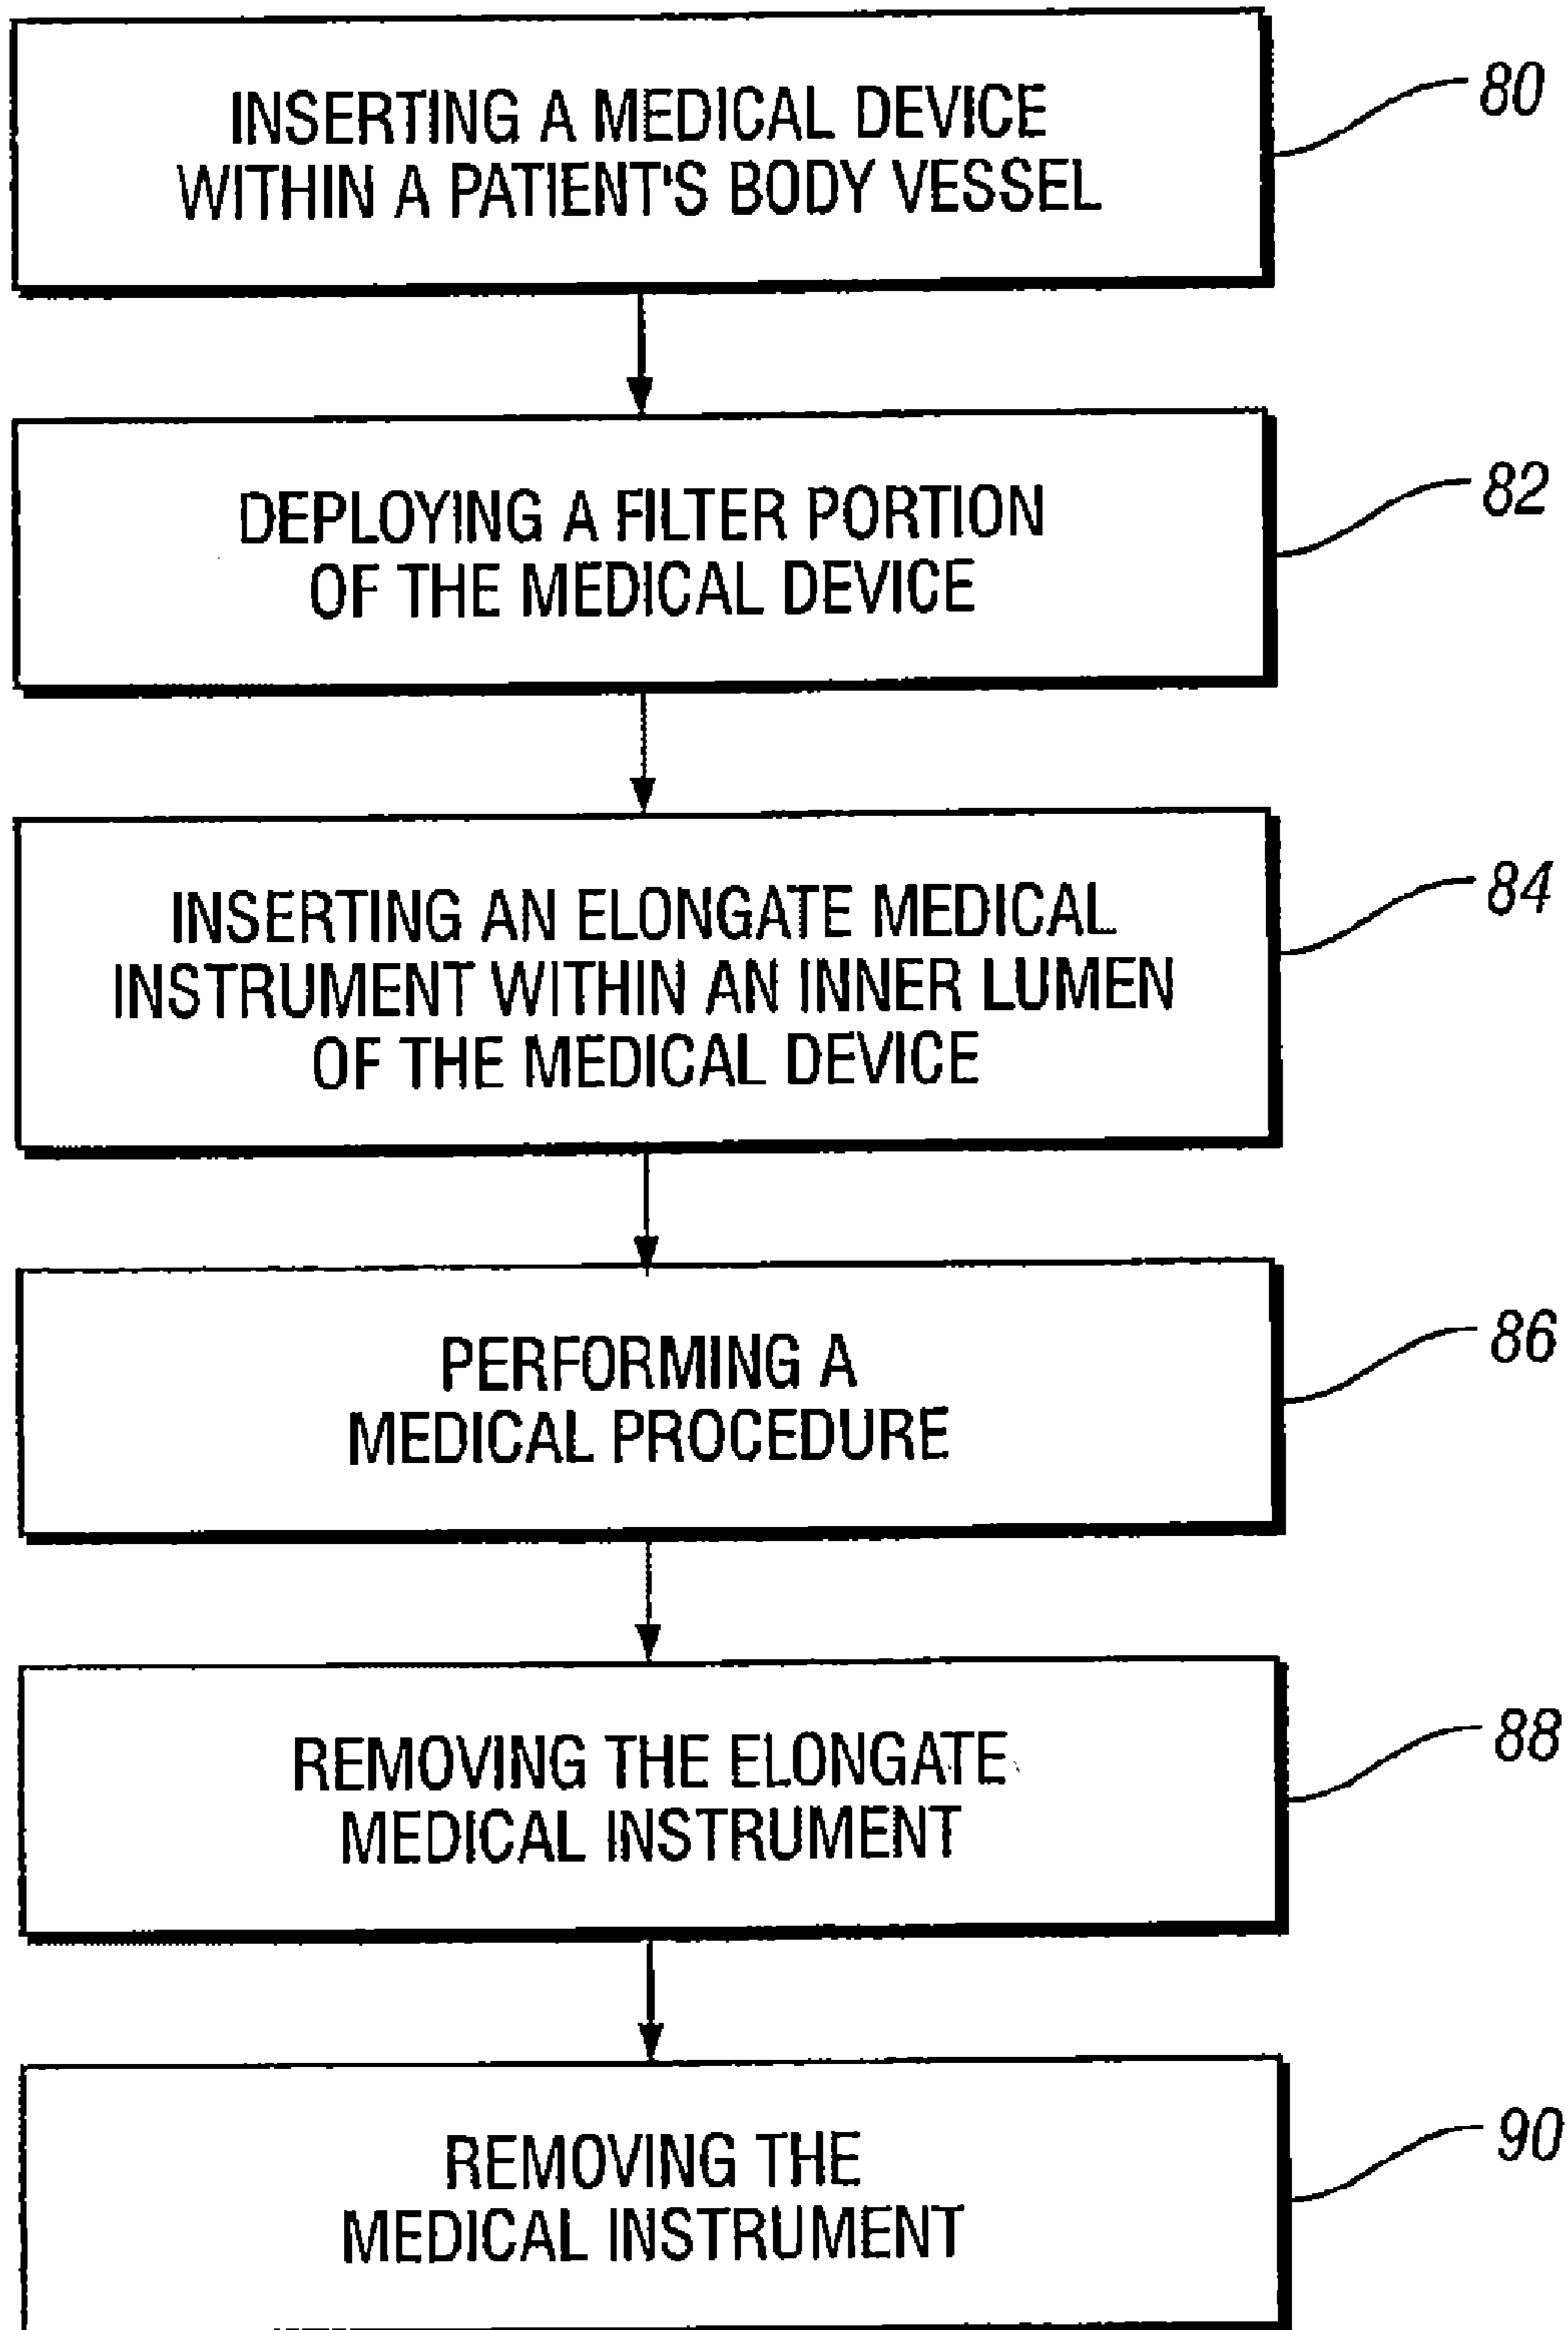 INSERTING A MEDICAL DEVICE
WITHIN A PATIENT'S BODY VESSEL
80
DEPLOYING A FILTER PORTION
OF THE MEDICAL DEVICE
82
INSERTING AN ELONGATE MEDICAL
INSTRUMENT WITHIN AN INNER LUMEN
OF THE MEDICAL DEVICE
84
PERFORMING A
MEDICAL PROCEDURE
86
REMOVING THE ELONGATE
MEDICAL INSTRUMENT
88
REMOVING THE
MEDICAL INSTRUMENT
90